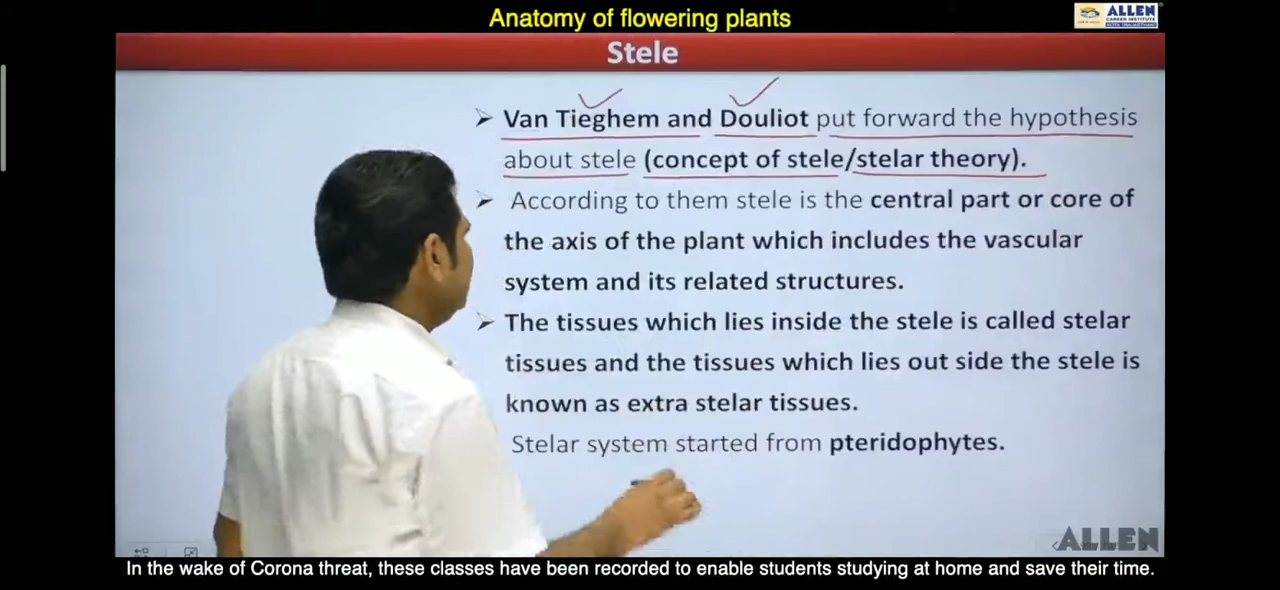 Anatomy of flowering plants
ALLEN
CAREER INSTITUTE
KOTA (RAJASTHAN)
Stele
➤ Van Tieghem and Douliot put forward the hypothesis
about stele (concept of stele/stelar theory).
➤ According to them stele is the central part or core of
the axis of the plant which includes the vascular
system and its related structures.
➤ The tissues which lies inside the stele is called stelar
tissues and the tissues which lies out side the stele is
known as extra stelar tissues.
Stelar system started from pteridophytes.
ALLEN
In the wake of Corona threat, these classes have been recorded to enable students studying at home and save their time.